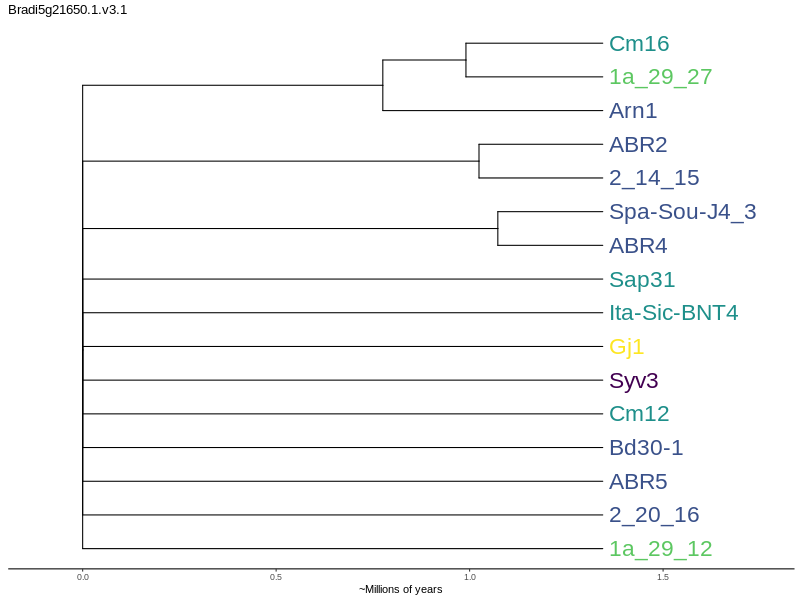 Bradi5g21650.1.v3.1
Cm16
1a_29_27
Arn1
ABR2
2_14_15
Spa-Sou-J4_3
ABR4
Sap31
Ita-Sic-BNT4
Gj1
Syv3
Cm12
Bd30-1
ABR5
2_20_16
1a_29_12
0.0 0.5 1.0 1.5
~Millions of years